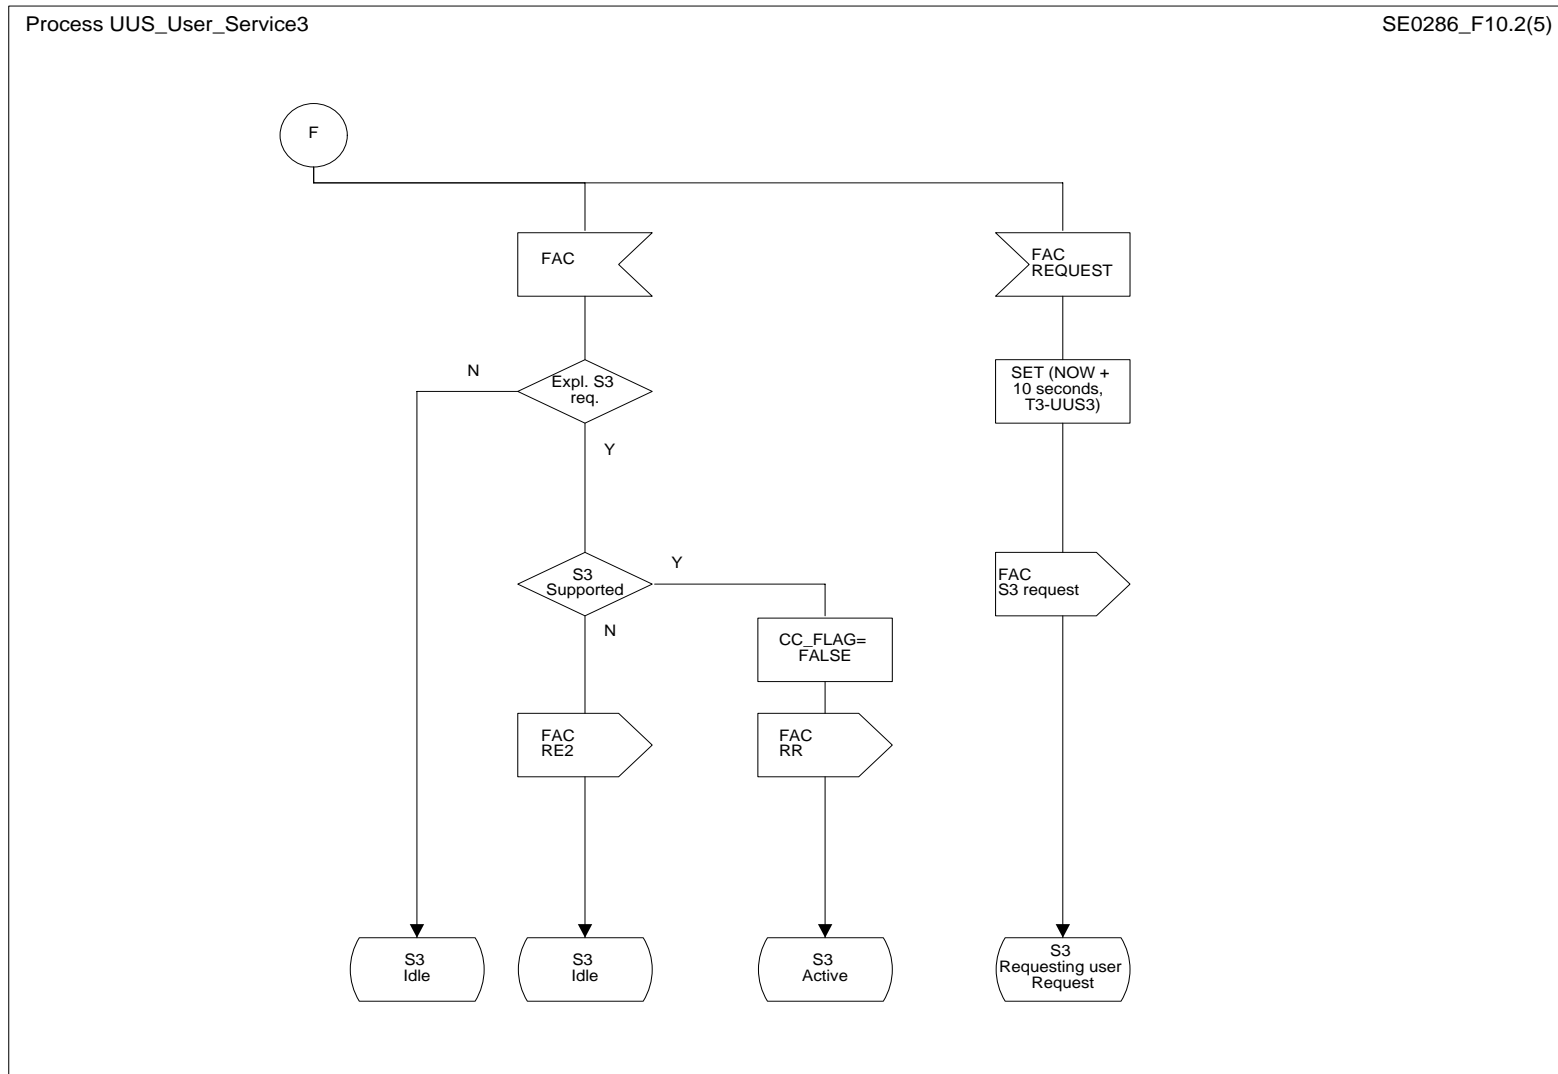 Process UUS_User_Service3
SE0286_F10.2(5)
F
FAC
FAC
REQUEST
N
Expl. S3
req.
SET (NOW +
10 seconds,
T3-UUS3)
Y
Y
S3
Supported
FAC
S3 request
N
CC_FLAG=
FALSE
FAC
RE2
FAC
RR
S3
Idle
S3
Idle
S3
Active
S3
Requesting user
Request